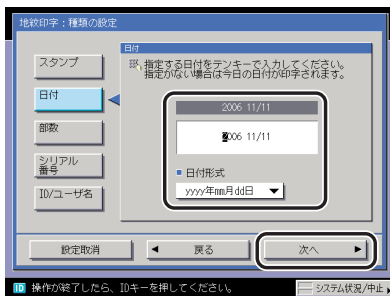 地紋印字：種類の設定
スタンプ
日付
部数
シリアル
番号
ID/ユーザ名
日付
指定する日付をテンキーで入力してください。
指定がない場合は今日の日付が印字されます。
2006 11/11
2006 11/11
■ 日付形式
yyyy年mm月dd日 ▼
設定取消
◀ 戻る
次へ ▶
ID 操作が終了したら、IDキーを押してください。
システム状況/中止